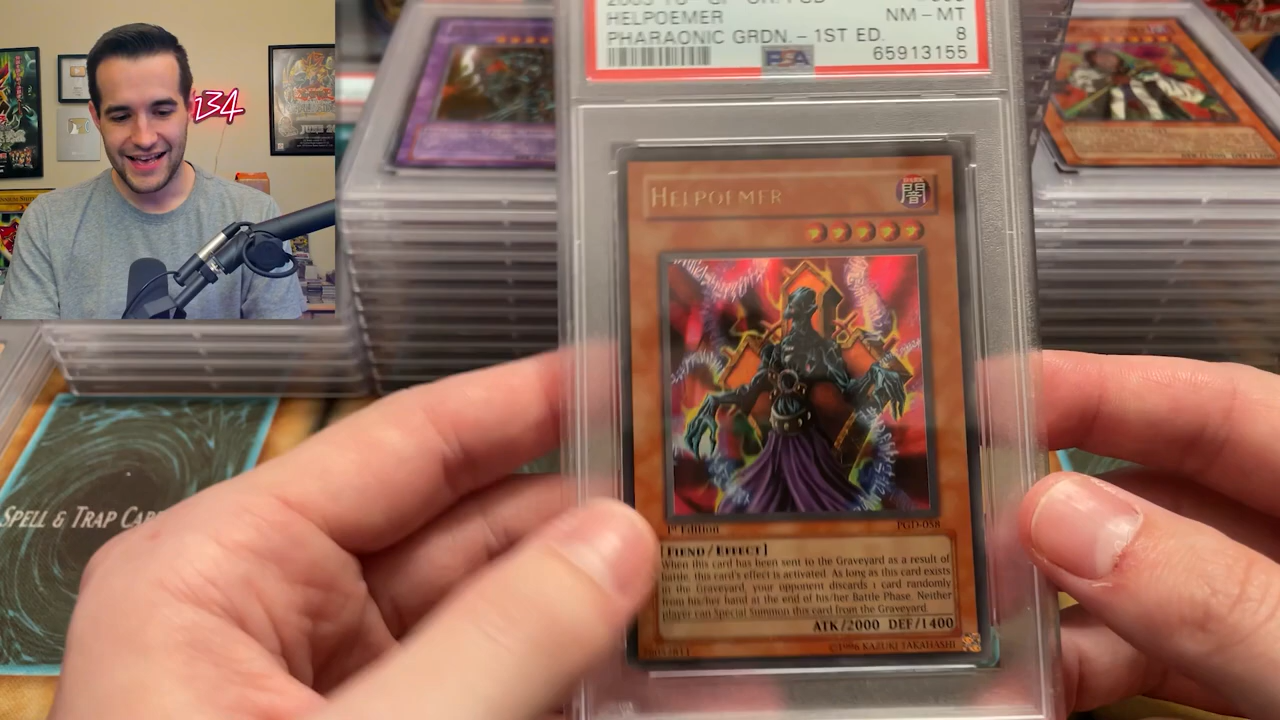 HELPOEMER
NM - MT
PHARAONIC GRDN. - 1ST ED.
8
PSA
65913155
134
HELPOEMER
DARK
闇
1st Edition
PGD-038
[FIEND/EFFECT]
When this card has been sent to the Graveyard as a result of
battle, this card's effect is activated. As long as this card exists
in the Graveyard, your opponent discards 1 card randomly
from his/her hand at the end of his/her Battle Phase. Neither
player can Special Summon this card from the Graveyard.
ATK/2000 DEF/1400
©1996 KAZUKI TAKAHASHI
SPELL & TRAP CAR